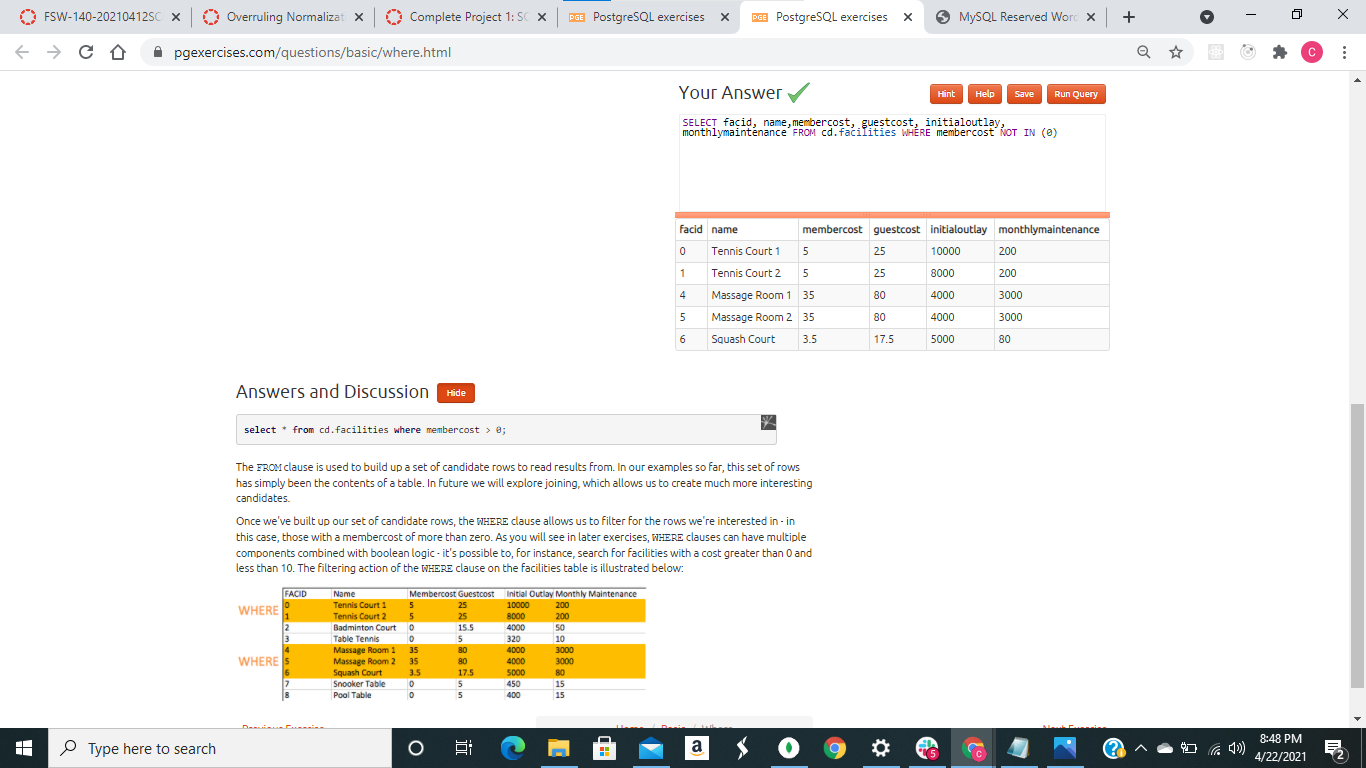 FSW-140-20210412SC
Overruling Normalizat
Complete Project 1: SC
PGE PostgreSQL exercises
PGE PostgreSQL exercises
MySQL Reserved Word
pgexercises.com/questions/basic/where.html
C
Your Answer
Hint Help Save Run Query
SELECT facid, name,membercost, guestcost, initialoutlay,
monthlymaintenance FROM cd.facilities WHERE membercost NOT IN (0)
facid name membercost guestcost initialoutlay monthlymaintenance
0 Tennis Court 1 5 25 10000 200
1 Tennis Court 2 5 25 8000 200
4 Massage Room 1 35 80 4000 3000
5 Massage Room 2 35 80 4000 3000
6 Squash Court 3.5 17.5 5000 80
Answers and Discussion Hide
select * from cd.facilities where membercost > 0;
The FROM clause is used to build up a set of candidate rows to read results from. In our examples so far, this set of rows
has simply been the contents of a table. In future we will explore joining, which allows us to create much more interesting
candidates.
Once we've built up our set of candidate rows, the WHERE clause allows us to filter for the rows we're interested in - in
this case, those with a membercost of more than zero. As you will see in later exercises, WHERE clauses can have multiple
components combined with boolean logic - it's possible to, for instance, search for facilities with a cost greater than 0 and
less than 10. The filtering action of the WHERE clause on the facilities table is illustrated below:
FACID Name Membercost Guestcost Initial Outlay Monthly Maintenance
WHERE
0 Tennis Court 1 5 25 10000 200
1 Tennis Court 2 5 25 8000 200
2 Badminton Court 0 15.5 4000 50
3 Table Tennis 0 5 320 10
WHERE
4 Massage Room 1 35 80 4000 3000
5 Massage Room 2 35 80 4000 3000
6 Squash Court 3.5 17.5 5000 80
7 Snooker Table 0 5 450 15
8 Pool Table 0 5 400 15
Previous Exercise Home / Basic / Where Next Exercise
Type here to search
a
5
C
8:48 PM
4/22/2021
2